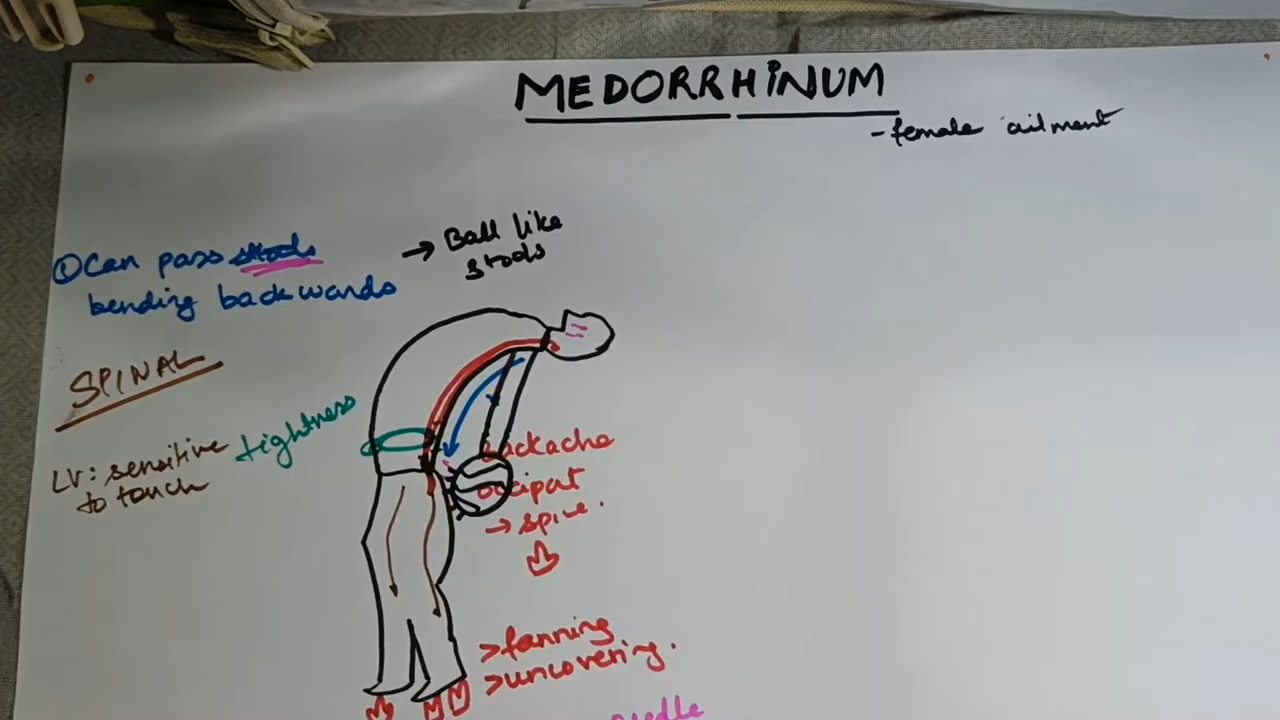 MEDORRHINUM
-female ailment
① Can pass stools
bending backwards
→ Ball like
stools
SPINAL
LV: sensitive
to touch
tightness
backache
occiput
→ spine.
>fanning
>uncovering.
needle